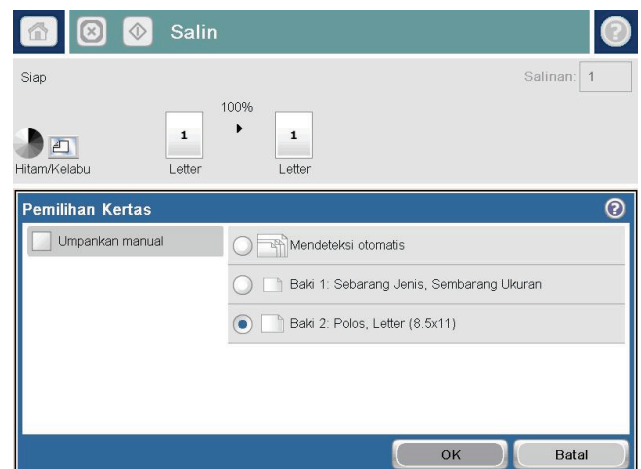 Salin
Siap
Salinan: 1
100%
1
1
Hitam/Kelabu
Letter
Letter
Pemilihan Kertas
Umpankan manual
Mendeteksi otomatis
Baki 1: Sebarang Jenis, Sembarang Ukuran
Baki 2: Polos, Letter (8.5x11)
OK
Batal